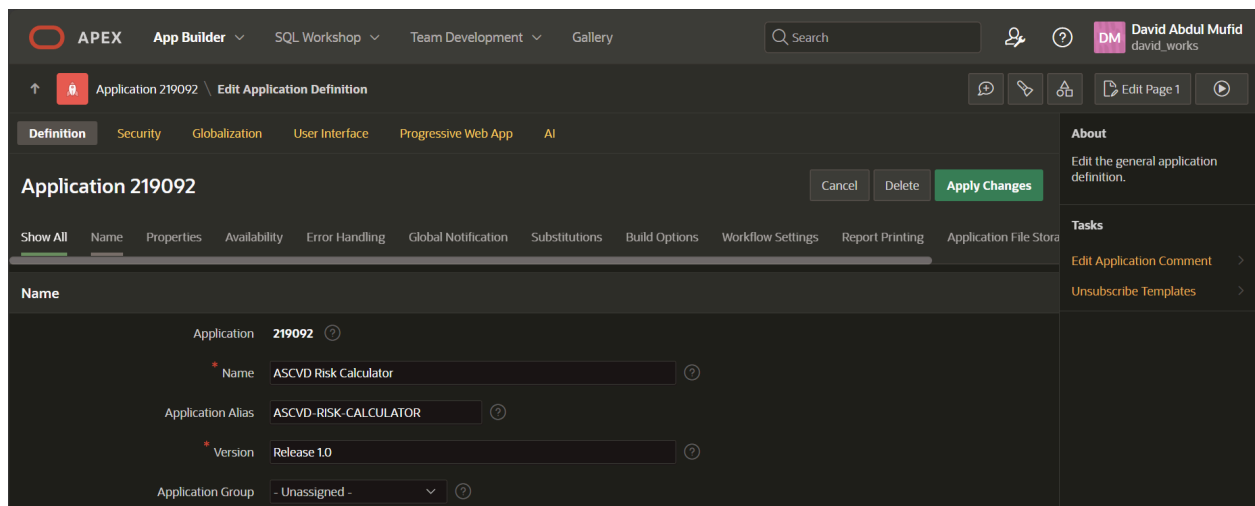 APEX App Builder SQL Workshop Team Development Gallery Search DM David Abdul Mufid
david_works
Application 219092 \ Edit Application Definition Edit Page 1
Definition Security Globalization User Interface Progressive Web App AI
About
Edit the general application
definition.
Application 219092 Cancel Delete Apply Changes
Show All Name Properties Availability Error Handling Global Notification Substitutions Build Options Workflow Settings Report Printing Application File Stora
Tasks
Edit Application Comment
Unsubscribe Templates
Name
Application 219092
* Name ASCVD Risk Calculator
Application Alias ASCVD-RISK-CALCULATOR
* Version Release 1.0
Application Group - Unassigned -